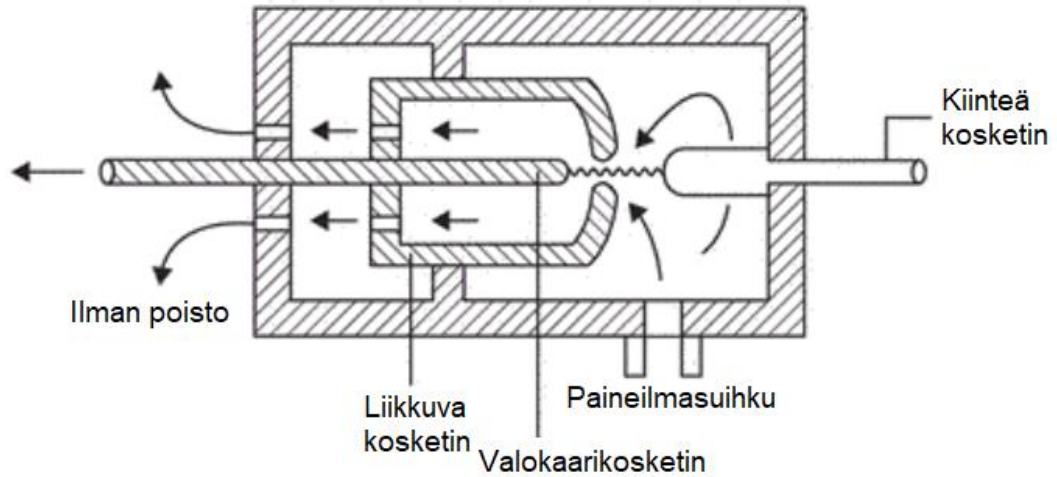 Kiinteä
kosketin
Ilman poisto
Liikkuva
kosketin
Paineilmasuihku
Valokaarikosketin